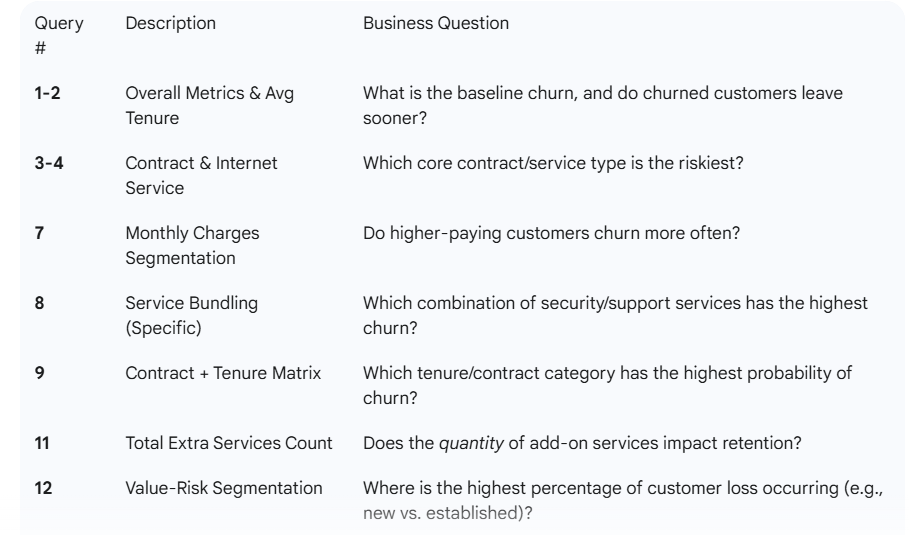 Query # Description Business Question
1-2 Overall Metrics & Avg Tenure What is the baseline churn, and do churned customers leave sooner?
3-4 Contract & Internet Service Which core contract/service type is the riskiest?
7 Monthly Charges Segmentation Do higher-paying customers churn more often?
8 Service Bundling (Specific) Which combination of security/support services has the highest churn?
9 Contract + Tenure Matrix Which tenure/contract category has the highest probability of churn?
11 Total Extra Services Count Does the quantity of add-on services impact retention?
12 Value-Risk Segmentation Where is the highest percentage of customer loss occurring (e.g., new vs. established)?